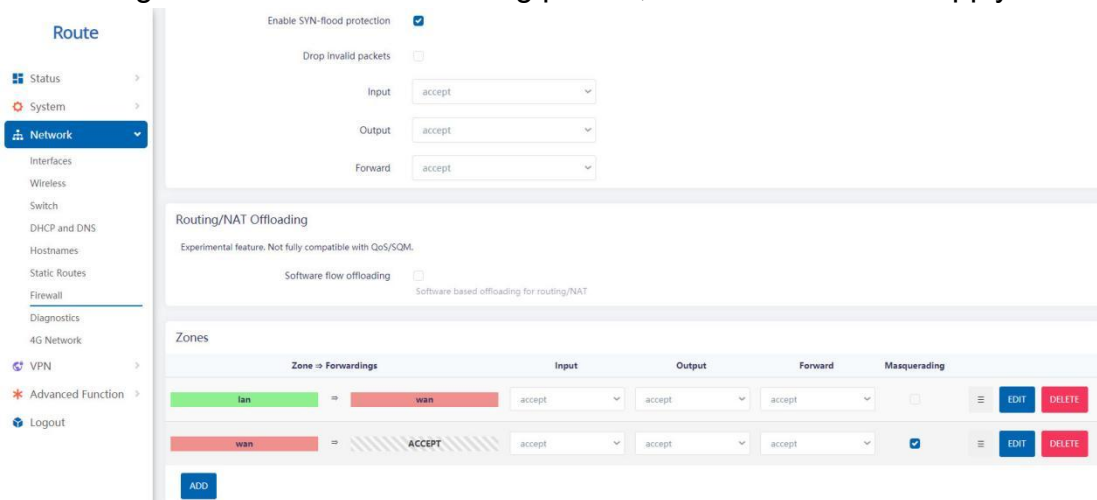 Route
Status
System
Network
Interfaces
Wireless
Switch
DHCP and DNS
Hostnames
Static Routes
Firewall
Diagnostics
4G Network
VPN
Advanced Function
Logout
Enable SYN-flood protection
Drop invalid packets
Input accept
Output accept
Forward accept
Routing/NAT Offloading
Experimental feature. Not fully compatible with QoS/SQM.
Software flow offloading
Software based offloading for routing/NAT
Zones
Zone ⇒ Forwardings Input Output Forward Masquerading
lan ⇒ wan accept accept accept EDIT DELETE
wan ⇒ ACCEPT accept accept accept EDIT DELETE
ADD